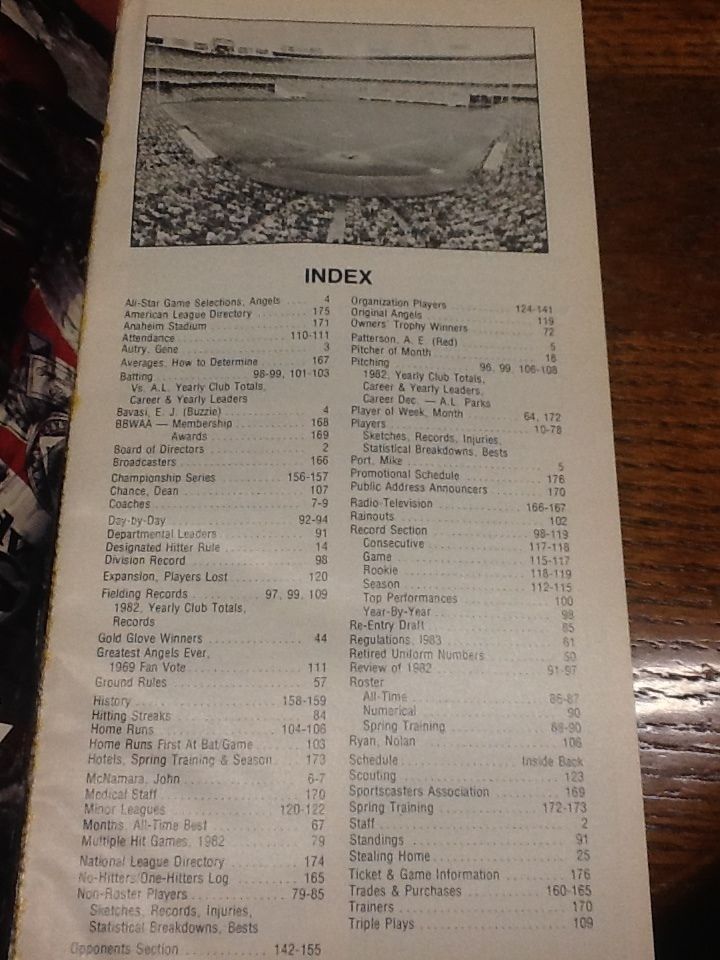 INDEX
All-Star Game Selections, Angels .... 4
American League Directory .... 175
Anaheim Stadium .... 171
Attendance .... 110-111
Autry, Gene .... 3
Averages, How to Determine .... 167
Batting .... 98-99, 101-103
Vs. A.L. Yearly Club Totals,
Career & Yearly Leaders
Bavasi, E. J. (Buzzie) .... 4
BBWAA — Membership .... 168
Awards .... 169
Board of Directors .... 2
Broadcasters .... 166
Championship Series .... 156-157
Chance, Dean .... 107
Coaches .... 7-9
Day-by-Day .... 92-94
Departmental Leaders .... 91
Designated Hitter Rule .... 14
Division Record .... 98
Expansion, Players Lost .... 120
Fielding Records .... 97, 99, 109
1982, Yearly Club Totals,
Records
Gold Glove Winners .... 44
Greatest Angels Ever,
1969 Fan Vote .... 111
Ground Rules .... 57
History .... 158-159
Hitting Streaks .... 84
Home Runs .... 104-106
Home Runs First At Bat/Game .... 103
Hotels, Spring Training & Season .... 173
McNamara, John .... 6-7
Medical Staff .... 170
Minor Leagues .... 120-122
Months, All-Time Best .... 67
Multiple Hit Games, 1982 .... 79
National League Directory .... 174
No-Hitters/One-Hitters Log .... 165
Non-Roster Players .... 79-85
Sketches, Records, Injuries,
Statistical Breakdowns, Bests
Opponents Section .... 142-155
Organization Players .... 124-141
Original Angels .... 119
Owners' Trophy Winners .... 72
Patterson, A. E. (Red) .... 5
Pitcher of Month .... 16
Pitching .... 96, 99, 106-108
1982, Yearly Club Totals,
Career & Yearly Leaders,
Career Dec. — A.L. Parks
Player of Week, Month .... 64, 172
Players .... 10-78
Sketches, Records, Injuries,
Statistical Breakdowns, Bests
Port, Mike .... 5
Promotional Schedule .... 176
Public Address Announcers .... 170
Radio-Television .... 166-167
Rainouts .... 102
Record Section .... 98-119
Consecutive .... 117-118
Game .... 115-117
Rookie .... 118-119
Season .... 112-115
Top Performances .... 100
Year-By-Year .... 98
Re-Entry Draft .... 85
Regulations, 1983 .... 61
Retired Uniform Numbers .... 50
Review of 1982 .... 91-97
Roster
All-Time .... 86-87
Numerical .... 90
Spring Training .... 88-90
Ryan, Nolan .... 106
Schedule .... Inside Back
Scouting .... 123
Sportscasters Association .... 169
Spring Training .... 172-173
Staff .... 2
Standings .... 91
Stealing Home .... 25
Ticket & Game Information .... 176
Trades & Purchases .... 160-165
Trainers .... 170
Triple Plays .... 109